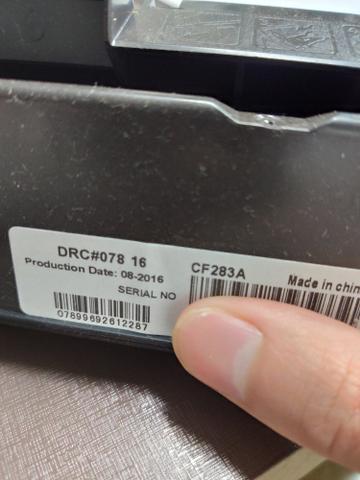 DRC#078 16
Production Date: 08-2016
SERIAL NO
07899692612287
CF283A
Made in chin